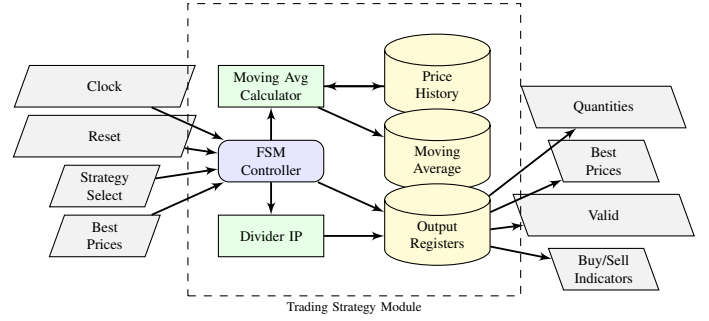 Clock
Reset
Strategy
Select
Best
Prices
Moving Avg
Calculator
FSM
Controller
Divider IP
Price
History
Moving
Average
Output
Registers
Quantities
Best
Prices
Valid
Buy/Sell
Indicators
Trading Strategy Module